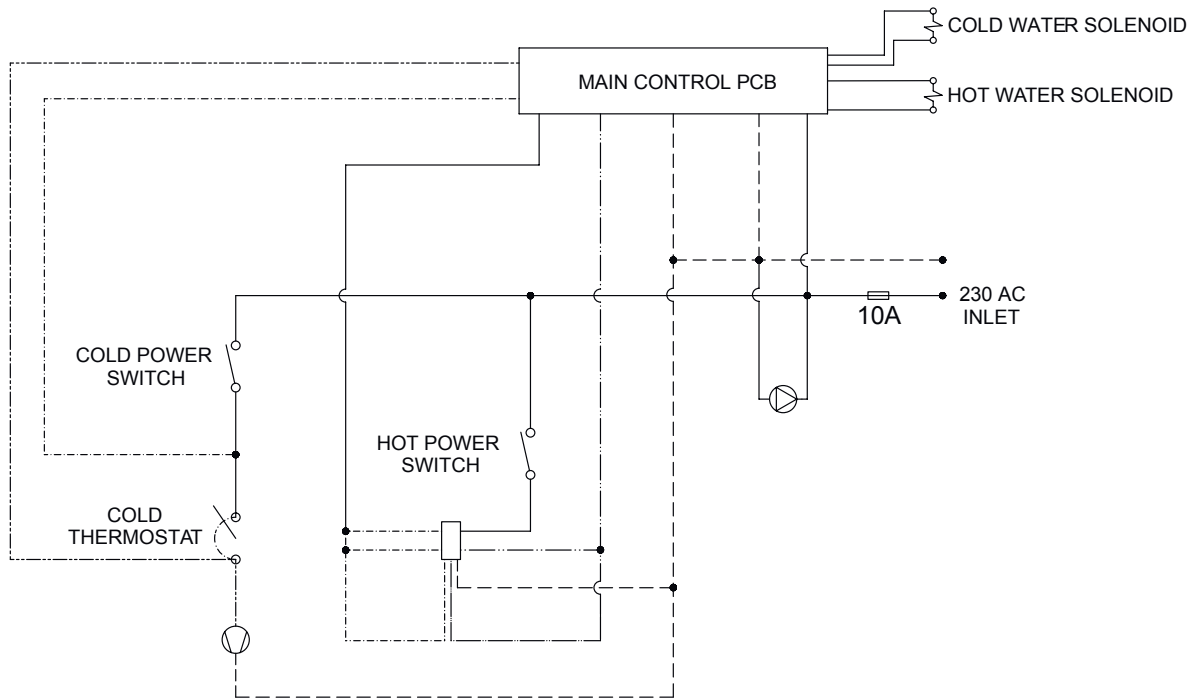 COLD WATER SOLENOID
MAIN CONTROL PCB
HOT WATER SOLENOID
230 AC
INLET
10A
COLD POWER
SWITCH
HOT POWER
SWITCH
COLD
THERMOSTAT